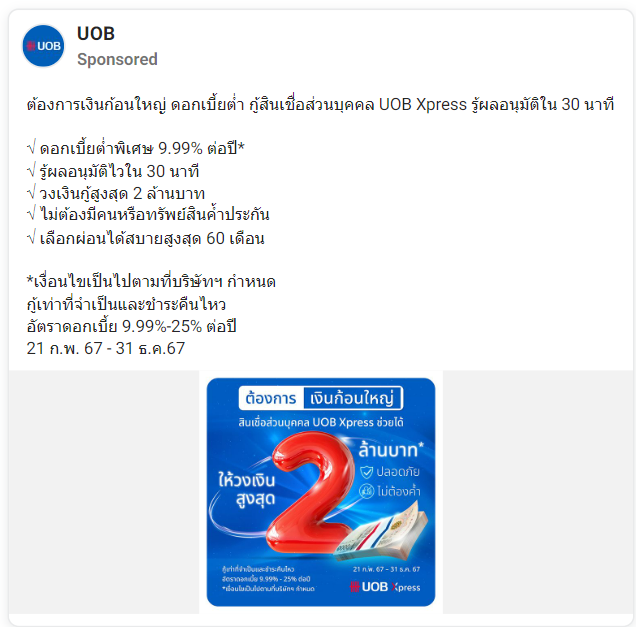 UOB
UOB
Sponsored
ต้องการเงินก้อนใหญ่ ดอกเบี้ยต่ำ กู้สินเชื่อส่วนบุคคล UOB Xpress รู้ผลอนุมัติใน 30 นาที
√ ดอกเบี้ยต่ำพิเศษ 9.99% ต่อปี*
√ รู้ผลอนุมัติไวใน 30 นาที
√ วงเงินกู้สูงสุด 2 ล้านบาท
√ ไม่ต้องมีคนหรือทรัพย์สินค้ำประกัน
√ เลือกผ่อนได้สบายสูงสุด 60 เดือน
*เงื่อนไขเป็นไปตามที่บริษัทฯ กำหนด
กู้เท่าที่จำเป็นและชำระคืนไหว
อัตราดอกเบี้ย 9.99%-25% ต่อปี
21 ก.พ. 67 - 31 ธ.ค.67
ต้องการ เงินก้อนใหญ่
สินเชื่อส่วนบุคคล UOB Xpress ช่วยได้
ให้วงเงิน
สูงสุด
2
ล้านบาท*
ปลอดภัย
ไม่ต้องค้ำ
กู้เท่าที่จำเป็นและชำระคืนไหว
อัตราดอกเบี้ย 9.99% - 25% ต่อปี
*เงื่อนไขเป็นไปตามที่บริษัทฯ กำหนด
21 ก.พ. 67 - 31 ธ.ค. 67
UOB Xpress